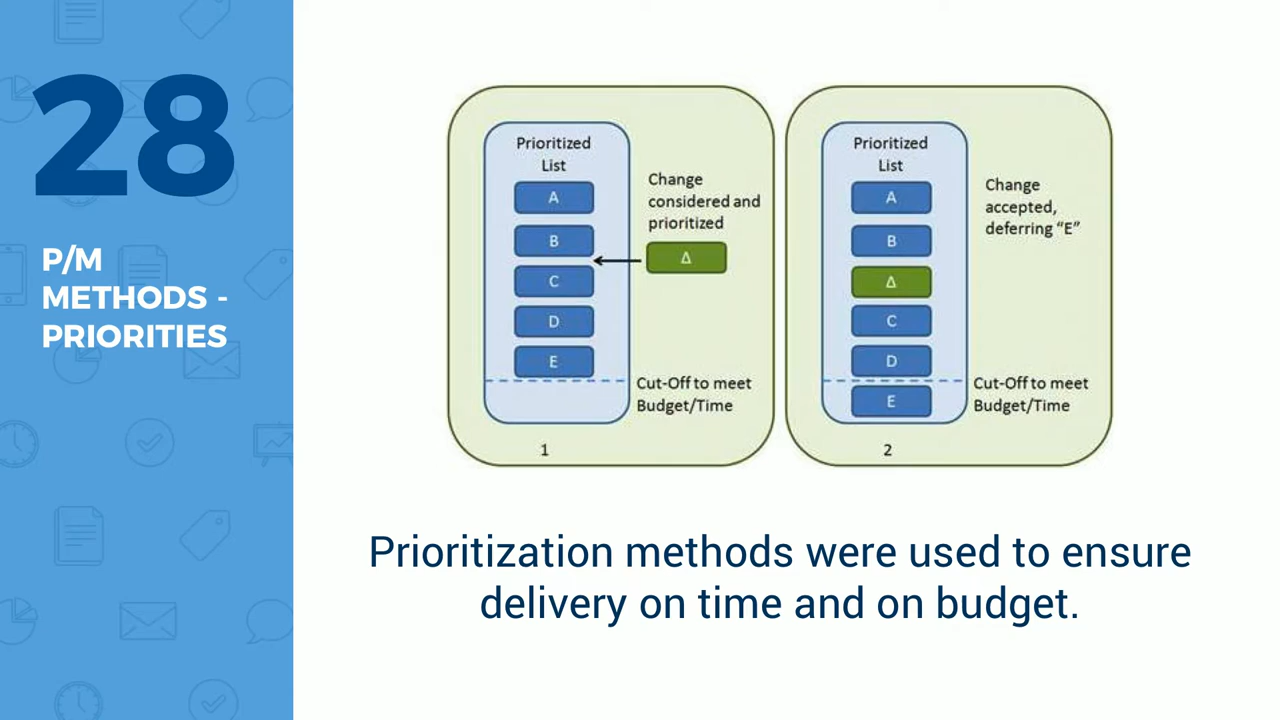 28
P/M
METHODS -
PRIORITIES
Prioritized
List
A
B
C
D
E
Change
considered and
prioritized
Δ
Cut-Off to meet
Budget/Time
1
Prioritized
List
A
B
Δ
C
D
E
Change
accepted,
deferring “E”
Cut-Off to meet
Budget/Time
2
Prioritization methods were used to ensure
delivery on time and on budget.